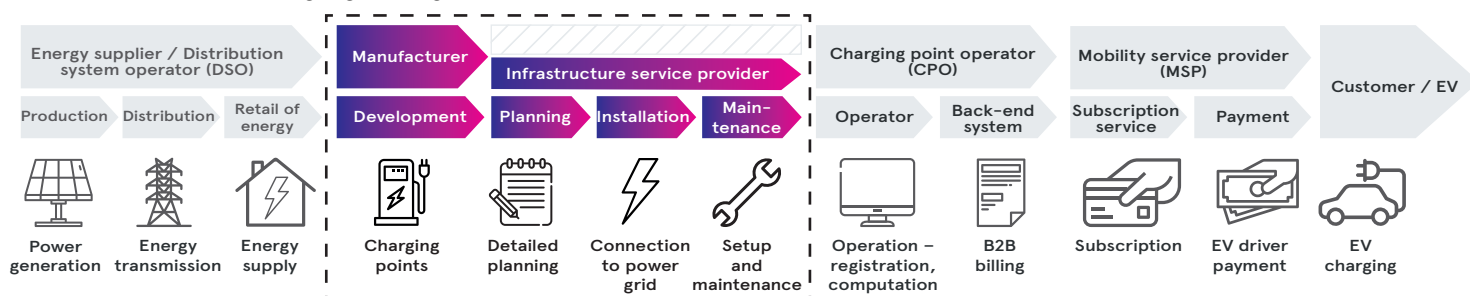 Energy supplier / Distribution
system operator (DSO)
Manufacturer
Infrastructure service provider
Charging point operator
(CPO)
Mobility service provider
(MSP)
Customer / EV
Production
Distribution
Retail of
energy
Development
Planning
Installation
Main-
tenance
Operator
Back-end
system
Subscription
service
Payment
Power
generation
Energy
transmission
Energy
supply
Charging
points
Detailed
planning
Connection
to power
grid
Setup
and
maintenance
Operation –
registration,
computation
B2B
billing
Subscription
EV driver
payment
EV
charging